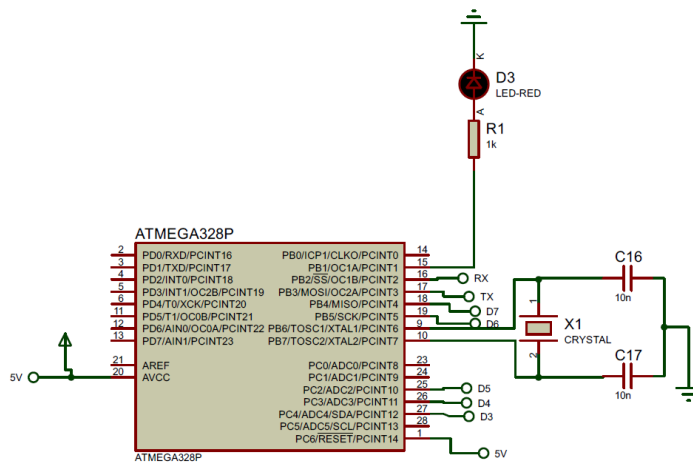 K
D3
LED-RED
A
R1
1k
ATMEGA328P
2 PD0/RXD/PCINT16 PB0/ICP1/CLKO/PCINT0 14
3 PD1/TXD/PCINT17 PB1/OC1A/PCINT1 15
4 PD2/INT0/PCINT18 PB2/SS/OC1B/PCINT2 16 RX
5 PD3/INT1/OC2B/PCINT19 PB3/MOSI/OC2A/PCINT3 17 TX
6 PD4/T0/XCK/PCINT20 PB4/MISO/PCINT4 18 D7
11 PD5/T1/OC0B/PCINT21 PB5/SCK/PCINT5 19 D6
12 PD6/AIN0/OC0A/PCINT22 PB6/TOSC1/XTAL1/PCINT6 9
13 PD7/AIN1/PCINT23 PB7/TOSC2/XTAL2/PCINT7 10
21 AREF PC0/ADC0/PCINT8 23
5V 20 AVCC PC1/ADC1/PCINT9 24
PC2/ADC2/PCINT10 25 D5
PC3/ADC3/PCINT11 26 D4
PC4/ADC4/SDA/PCINT12 27 D3
PC5/ADC5/SCL/PCINT13 28
PC6/RESET/PCINT14 1 5V
ATMEGA328P
C16
10n
1
X1
CRYSTAL
2
C17
10n